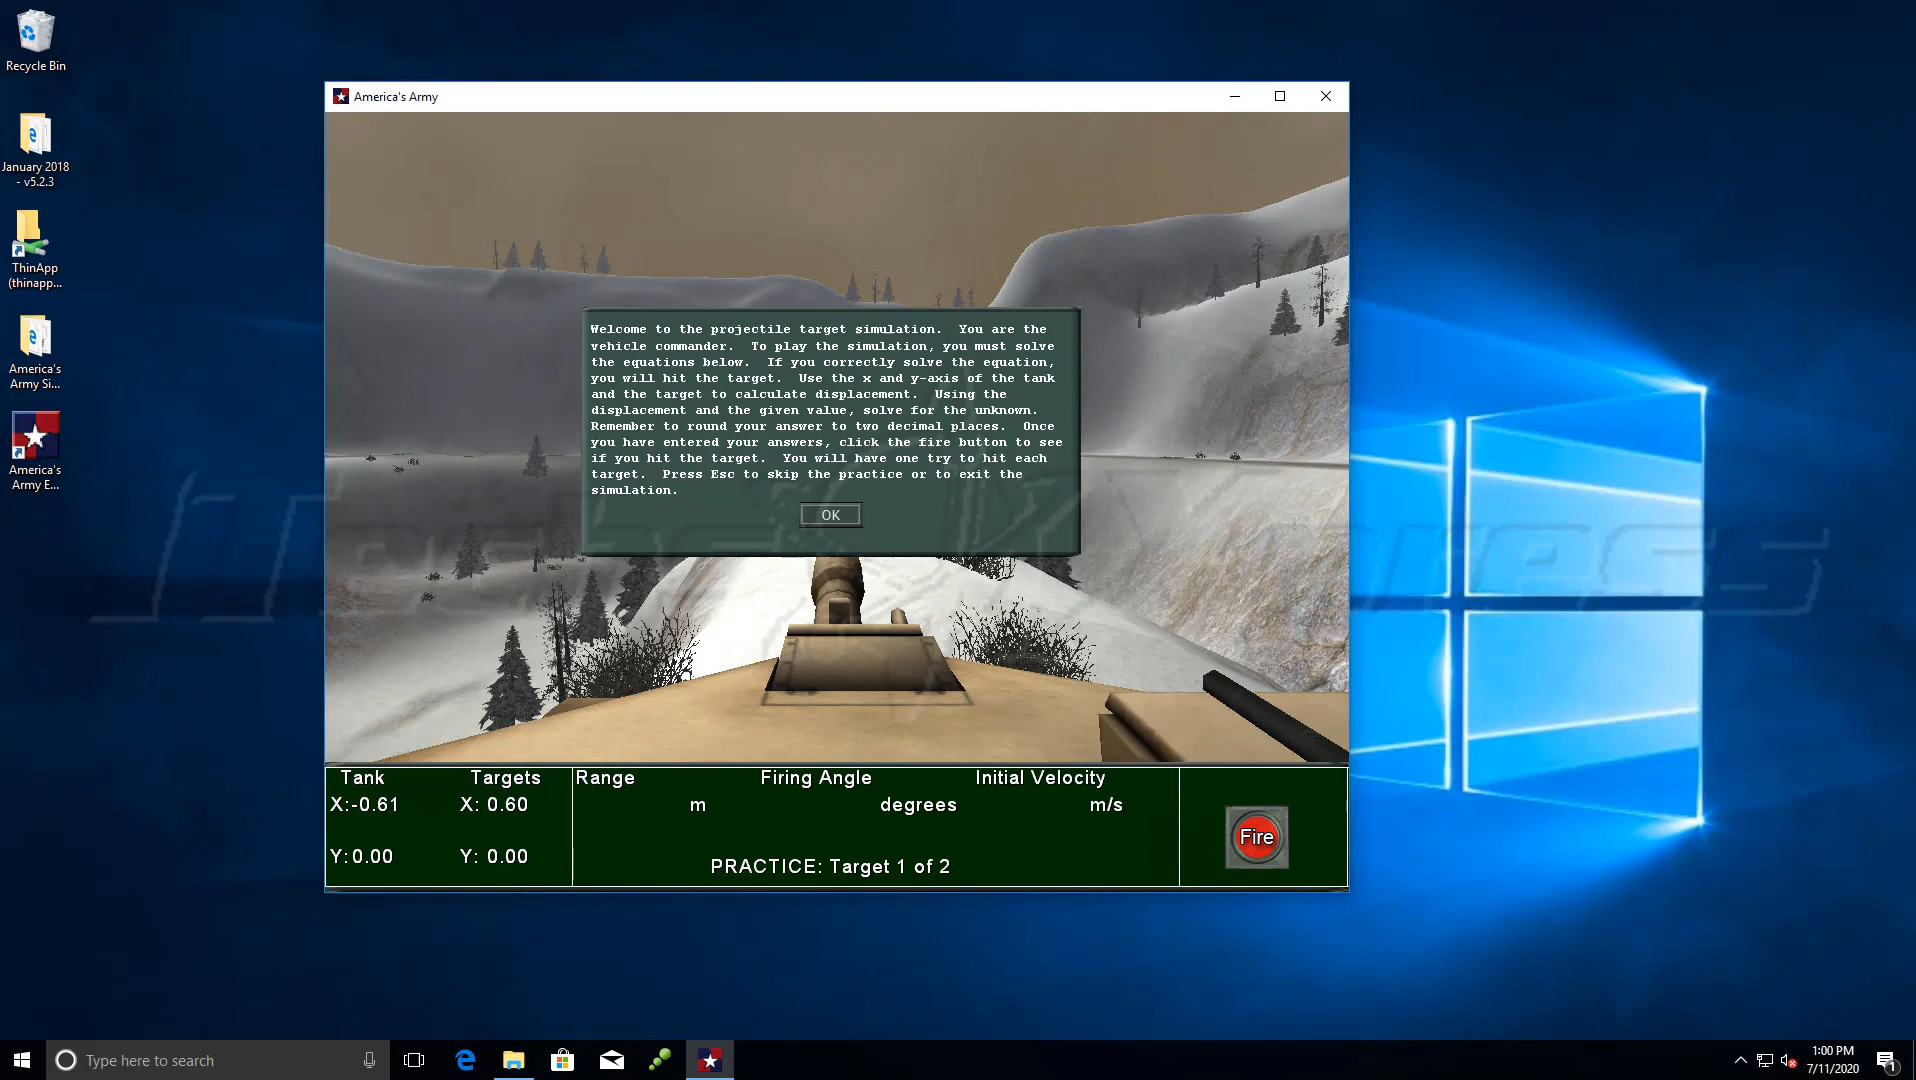 Recycle Bin
January 2018
- v5.2.3
ThinApp
(thinapp...
America's
Army Si...
America's
Army E...
America's Army
Welcome to the projectile target simulation. You are the
vehicle commander. To play the simulation, you must solve
the equations below. If you correctly solve the equation,
you will hit the target. Use the x and y-axis of the tank
and the target to calculate displacement. Using the
displacement and the given value, solve for the unknown.
Remember to round your answer to two decimal places. Once
you have entered your answers, click the fire button to see
if you hit the target. You will have one try to hit each
target. Press Esc to skip the practice or to exit the
simulation.
OK
Tank Targets Range Firing Angle Initial Velocity
X:-0.61 X: 0.60 m degrees m/s
Fire
Y:0.00 Y: 0.00
PRACTICE: Target 1 of 2
Type here to search
1:00 PM
7/11/2020
1